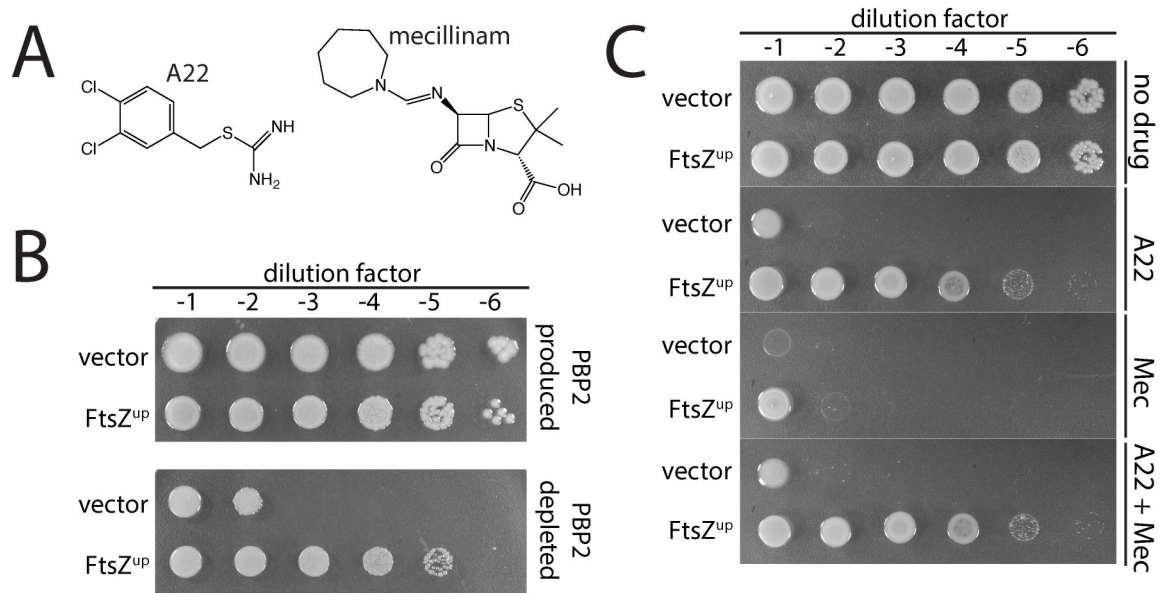 A
A22
Cl
Cl
S
NH
NH₂
mecillinam
N
N
S
N
O
O
OH
B
dilution factor
-1 -2 -3 -4 -5 -6
vector
FtsZᵘᵖ
PBP2
produced
vector
FtsZᵘᵖ
PBP2
depleted
C
dilution factor
-1 -2 -3 -4 -5 -6
vector
FtsZᵘᵖ
no drug
vector
FtsZᵘᵖ
A22
vector
FtsZᵘᵖ
Mec
vector
FtsZᵘᵖ
A22 + Mec